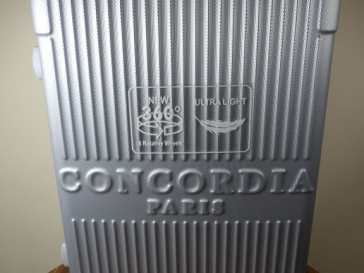 NEW
360°
ULTRA LIGHT
Rotative Wheels
CONCORDIA
PARIS